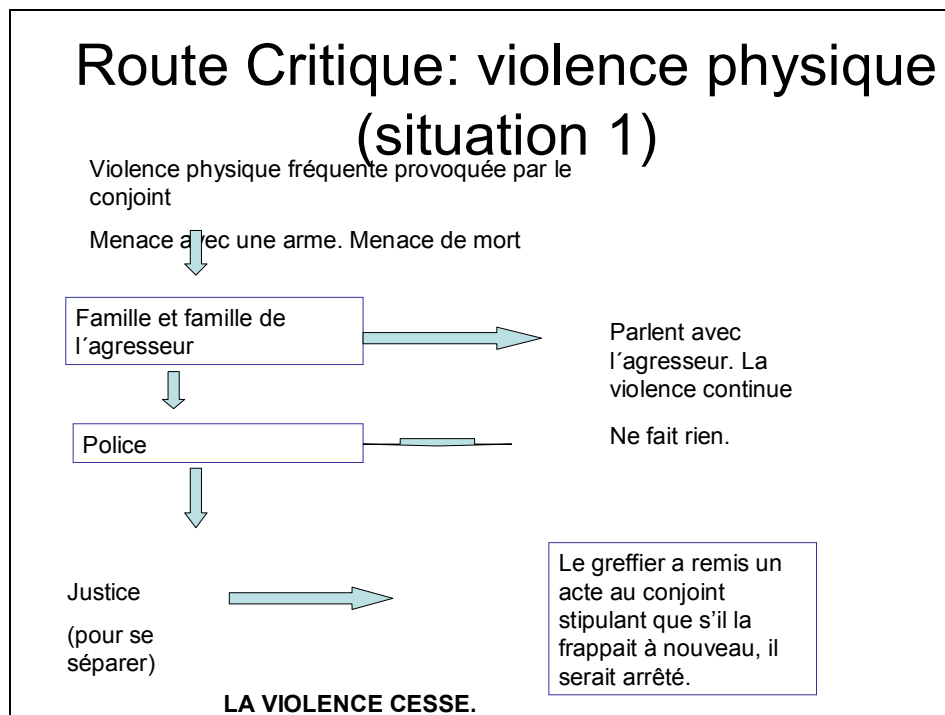 Route Critique: violence physique
(situation 1)
Violence physique fréquente provoquée par le
conjoint
Menace avec une arme. Menace de mort
Famille et famille de
l´agresseur
Parlent avec
l´agresseur. La
violence continue
Police
Ne fait rien.
Justice
(pour se
séparer)
Le greffier a remis un
acte au conjoint
stipulant que s’il la
frappait à nouveau, il
serait arrêté.
LA VIOLENCE CESSE.